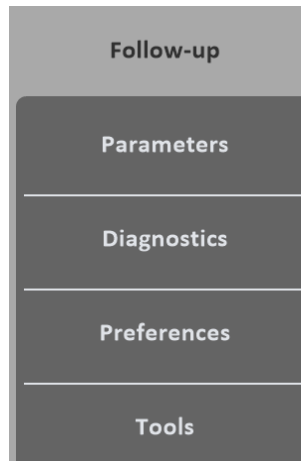 Follow-up
Parameters
Diagnostics
Preferences
Tools